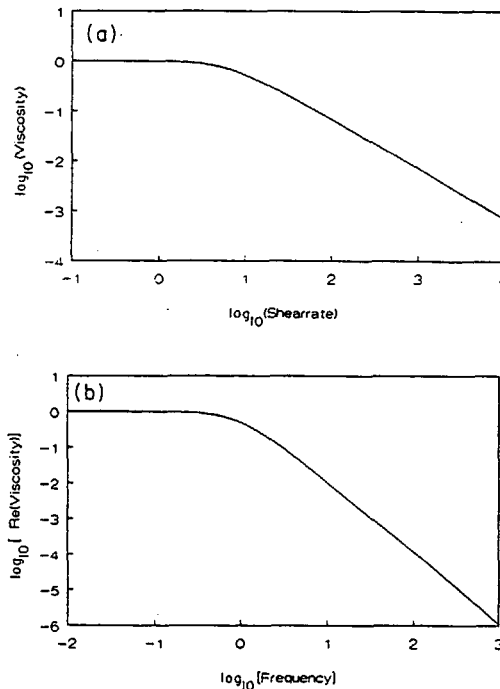 (a)
1
0
-1
-2
-3
-4
log10(Viscosity)
-1 0 1 2 3 4
log10(Shearrate)
(b)
1
0
-1
-2
-3
-4
-5
-6
log10[ Re(Viscosity)]
-2 -1 0 1 2 3
log10[Frequency]